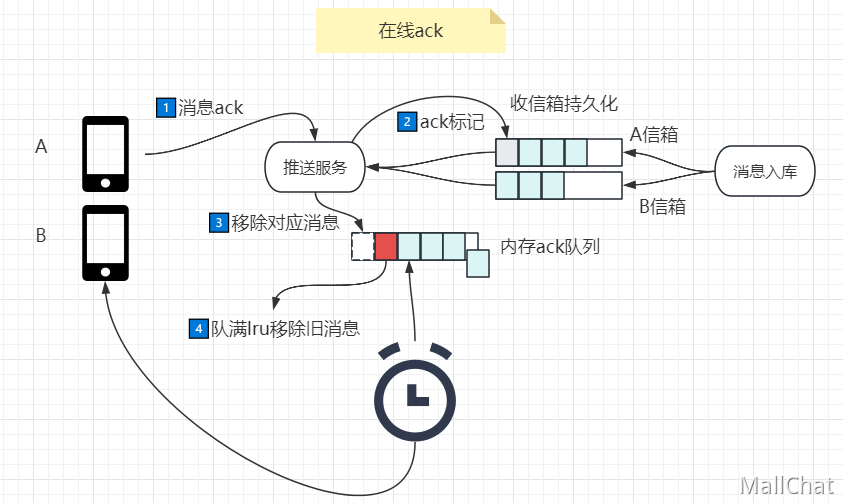 在线ack
1 消息ack
收信箱持久化
2 ack标记
A信箱
A
推送服务
消息入库
B信箱
3 移除对应消息
B
内存ack队列
4 队满lru移除旧消息
MallChat